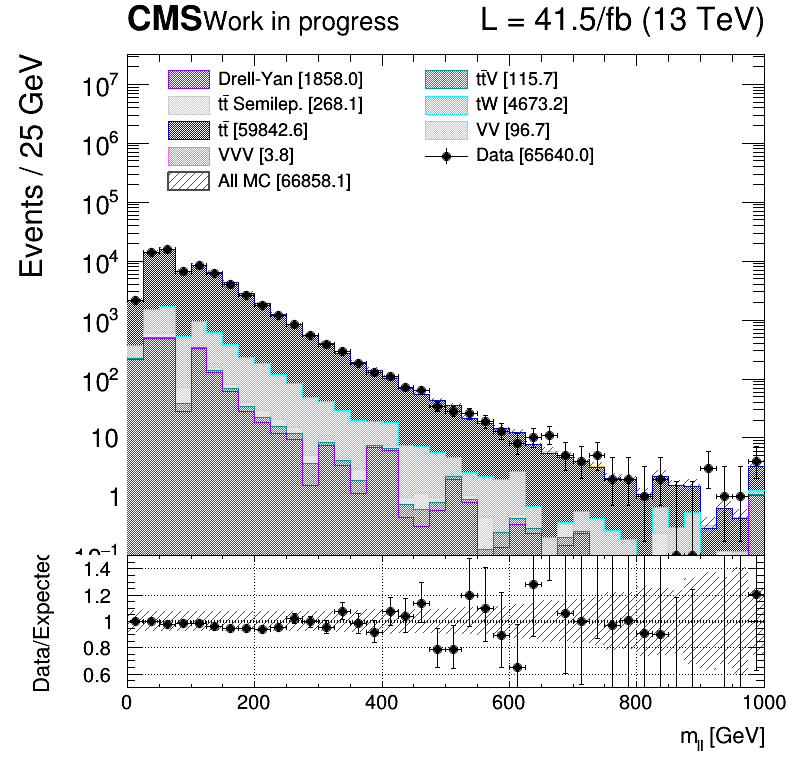 CMS Work in progress L = 41.5/fb (13 TeV)
Events / 25 GeV
10⁷
10⁶
10⁵
10⁴
10³
10²
10
1
10⁻¹
Drell-Yan [1858.0]
tt̄ Semilep. [268.1]
tt̄ [59842.6]
VVV [3.8]
All MC [66858.1]
tt̄V [115.7]
tW [4673.2]
VV [96.7]
Data [65640.0]
Data/Expected
1.4
1.2
1
0.8
0.6
0 200 400 600 800 1000
m_ll [GeV]